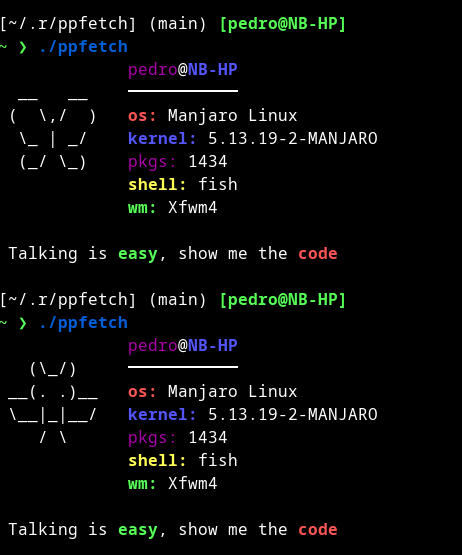 [~/.r/ppfetch] (main) [pedro@NB-HP]
~ ❯ ./ppfetch
            pedro@NB-HP
 __   __    ───────────
(  \,/  )   os: Manjaro Linux
 \_ | _/    kernel: 5.13.19-2-MANJARO
 (_/ \_)    pkgs: 1434
            shell: fish
            wm: Xfwm4

Talking is easy, show me the code

[~/.r/ppfetch] (main) [pedro@NB-HP]
~ ❯ ./ppfetch
            pedro@NB-HP
  (\_/)     ───────────
__(. .)__   os: Manjaro Linux
\__|_|__/   kernel: 5.13.19-2-MANJARO
   / \      pkgs: 1434
            shell: fish
            wm: Xfwm4

Talking is easy, show me the code